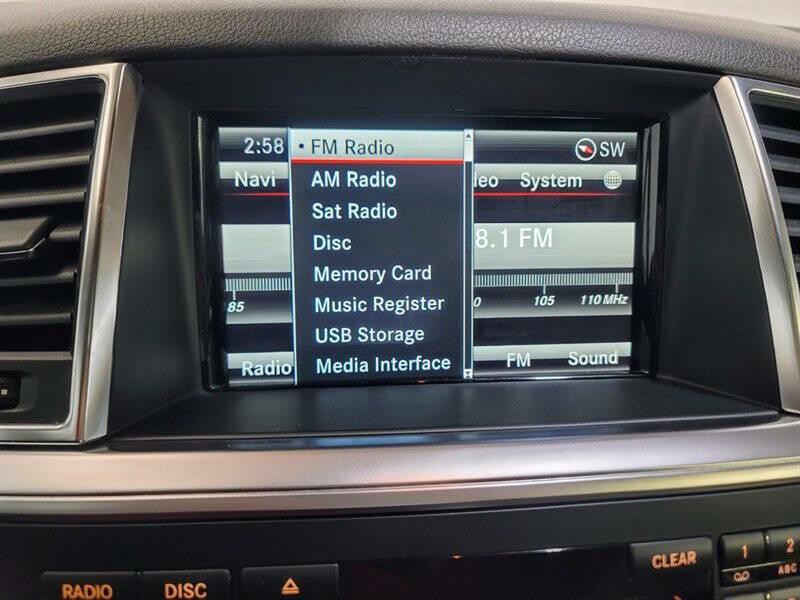 2:58 • FM Radio SW
Navi AM Radio System
Sat Radio
Disc
8.1 FM
Memory Card
85 Music Register 0 105 110 MHz
USB Storage
Radio Media Interface FM Sound
CLEAR 1 2
ABC
RADIO DISC